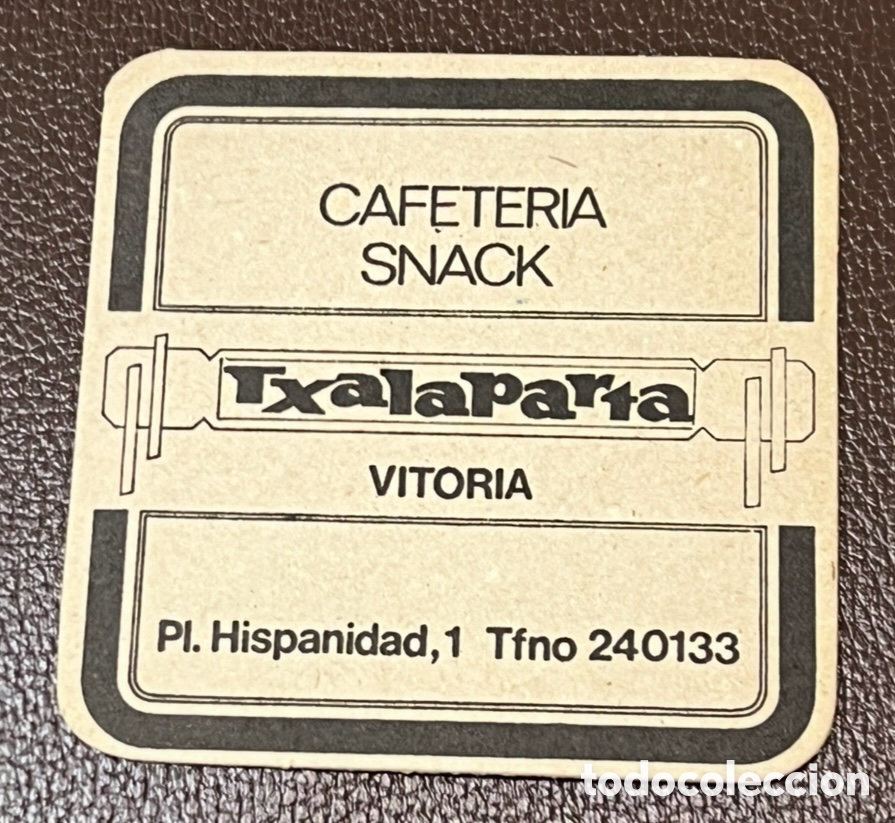 CAFETERIA
SNACK
Txalaparta
VITORIA
Pl. Hispanidad, 1 Tfno 240133
todocoleccion